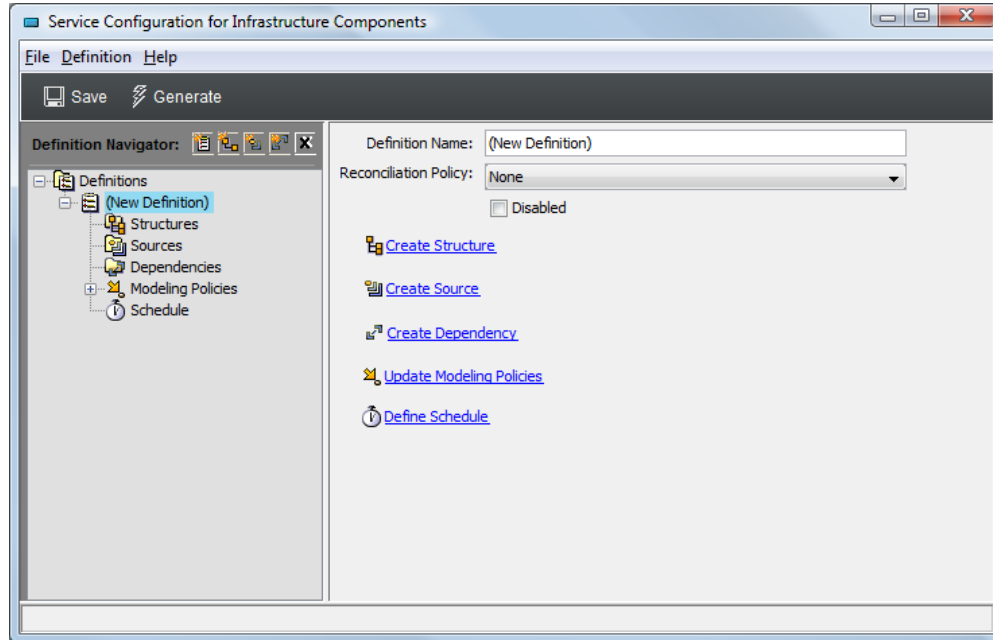 Service Configuration for Infrastructure Components
File Definition Help
Save Generate
Definition Navigator:
Definitions
(New Definition)
Structures
Sources
Dependencies
Modeling Policies
Schedule
Definition Name: (New Definition)
Reconciliation Policy: None
Disabled
Create Structure
Create Source
Create Dependency
Update Modeling Policies
Define Schedule